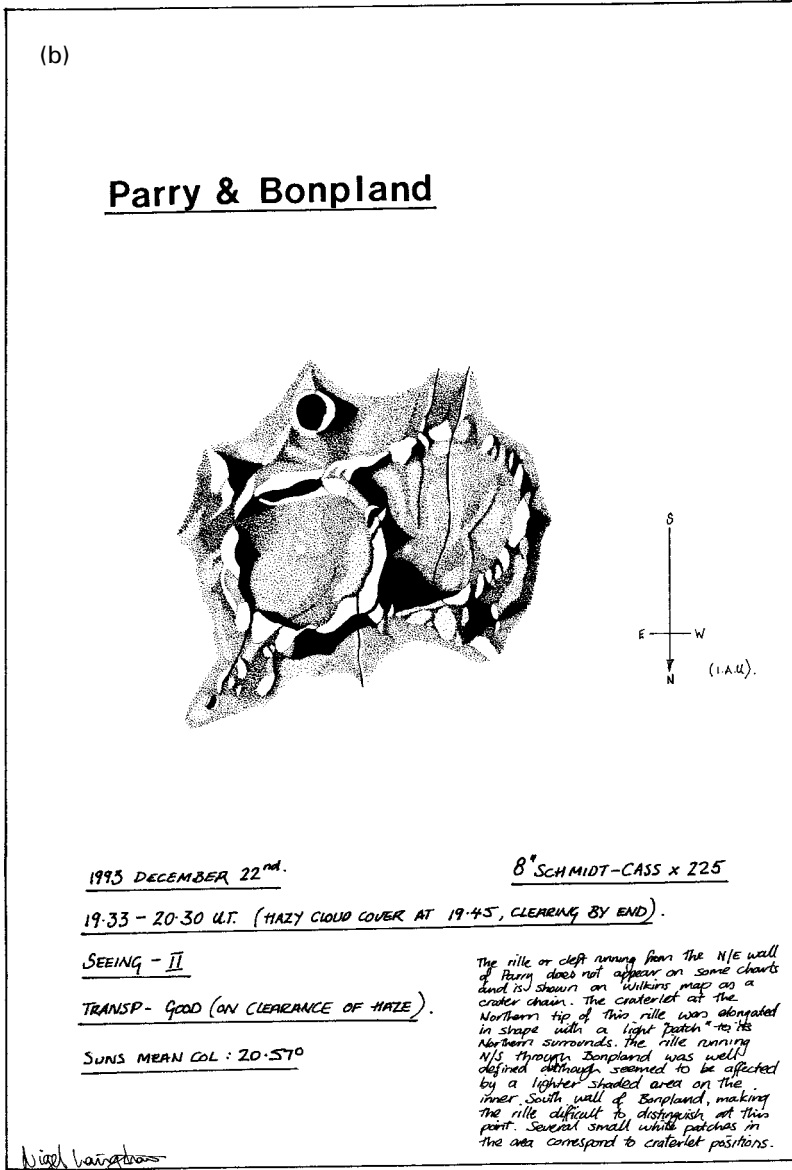 (b)
Parry & Bonpland
S
E W
N
(I.A.U).
1993 DECEMBER 22nd.
8" SCHMIDT-CASS x 225
19·33 - 20·30 U.T. (HAZY CLOUD COVER AT 19·45, CLEARING BY END).
SEEING - II
TRANSP - GOOD (ON CLEARANCE OF HAZE).
SUNS MEAN COL : 20·57°
The rille or cleft running from the N/E wall
of Parry does not appear on some charts
and is shown on Wilkins map as a
crater chain. The craterlet at the
Northern tip of this rille was elongated
in shape with a light "patch" to its
Northern surrounds. The rille running
N/S through Bonpland was well
defined although seemed to be affected
by a lighter shaded area on the
inner South wall of Bonpland, making
the rille difficult to distinguish at this
point. Several small white patches in
the area correspond to craterlet positions.
Nigel